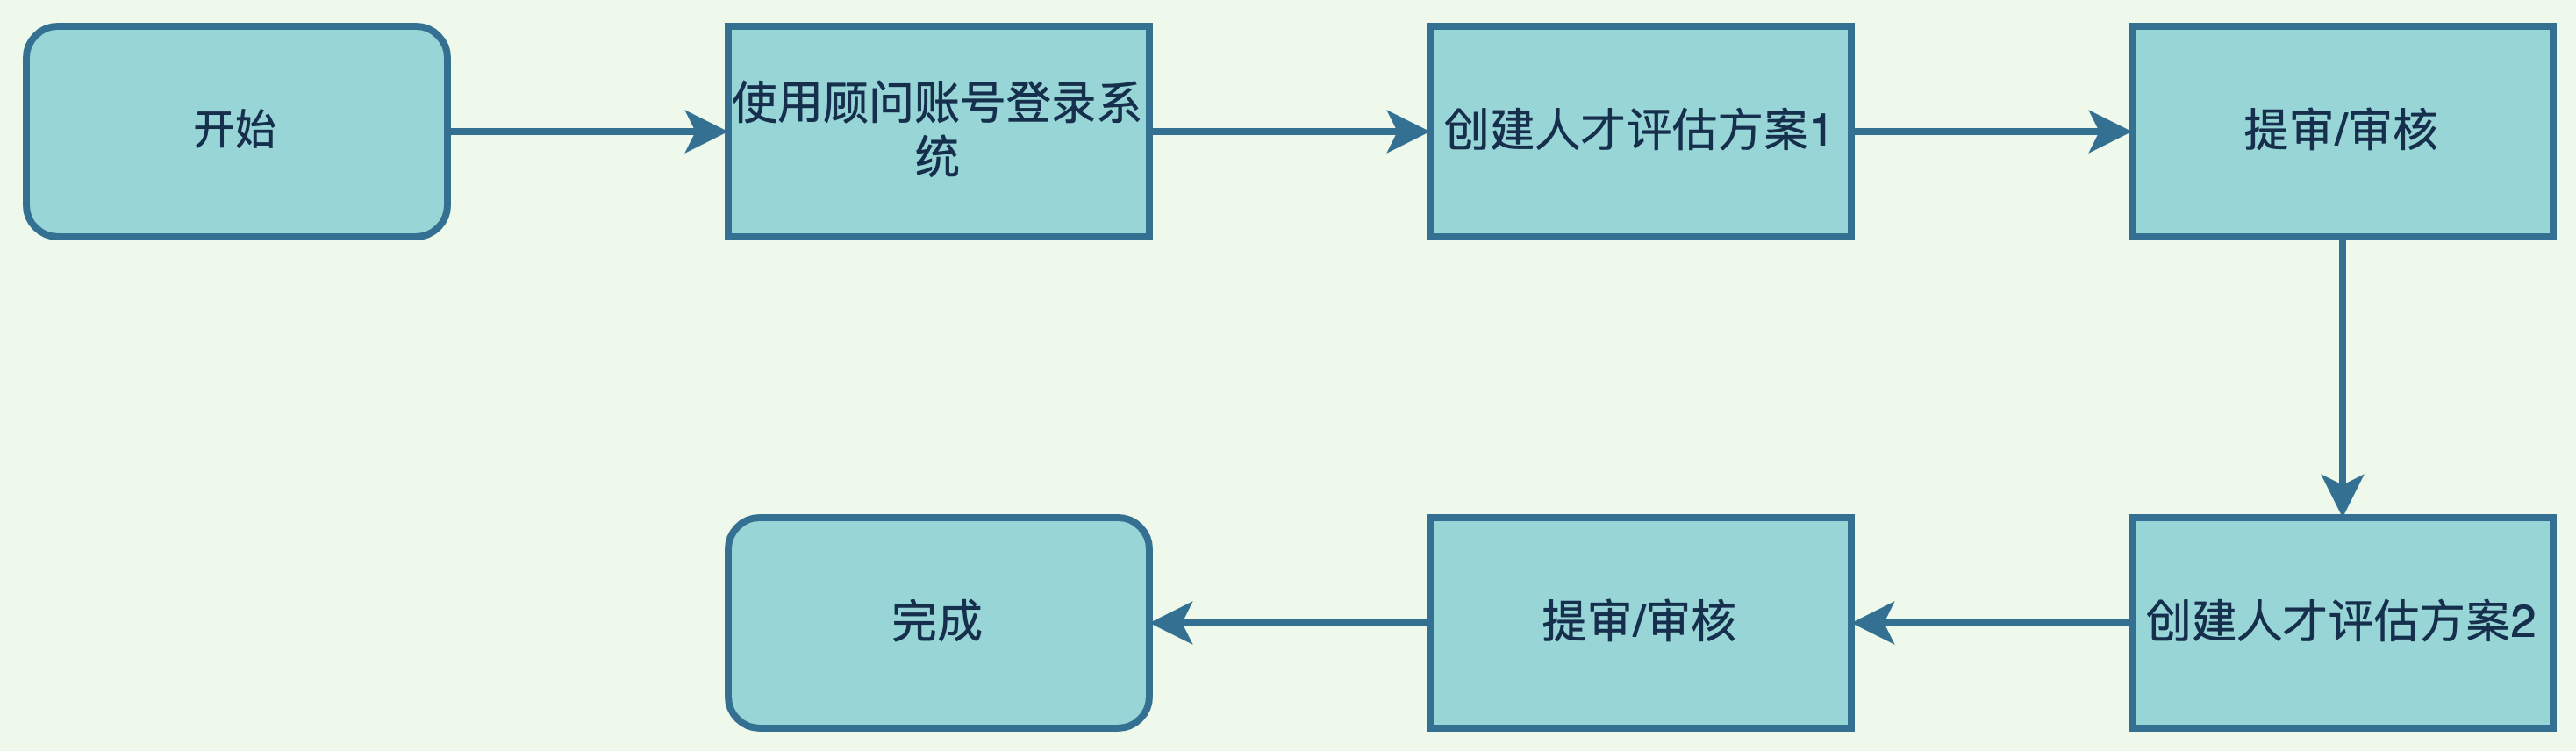 开始
使用顾问账号登录系
统
创建人才评估方案1
提审/审核
创建人才评估方案2
提审/审核
完成